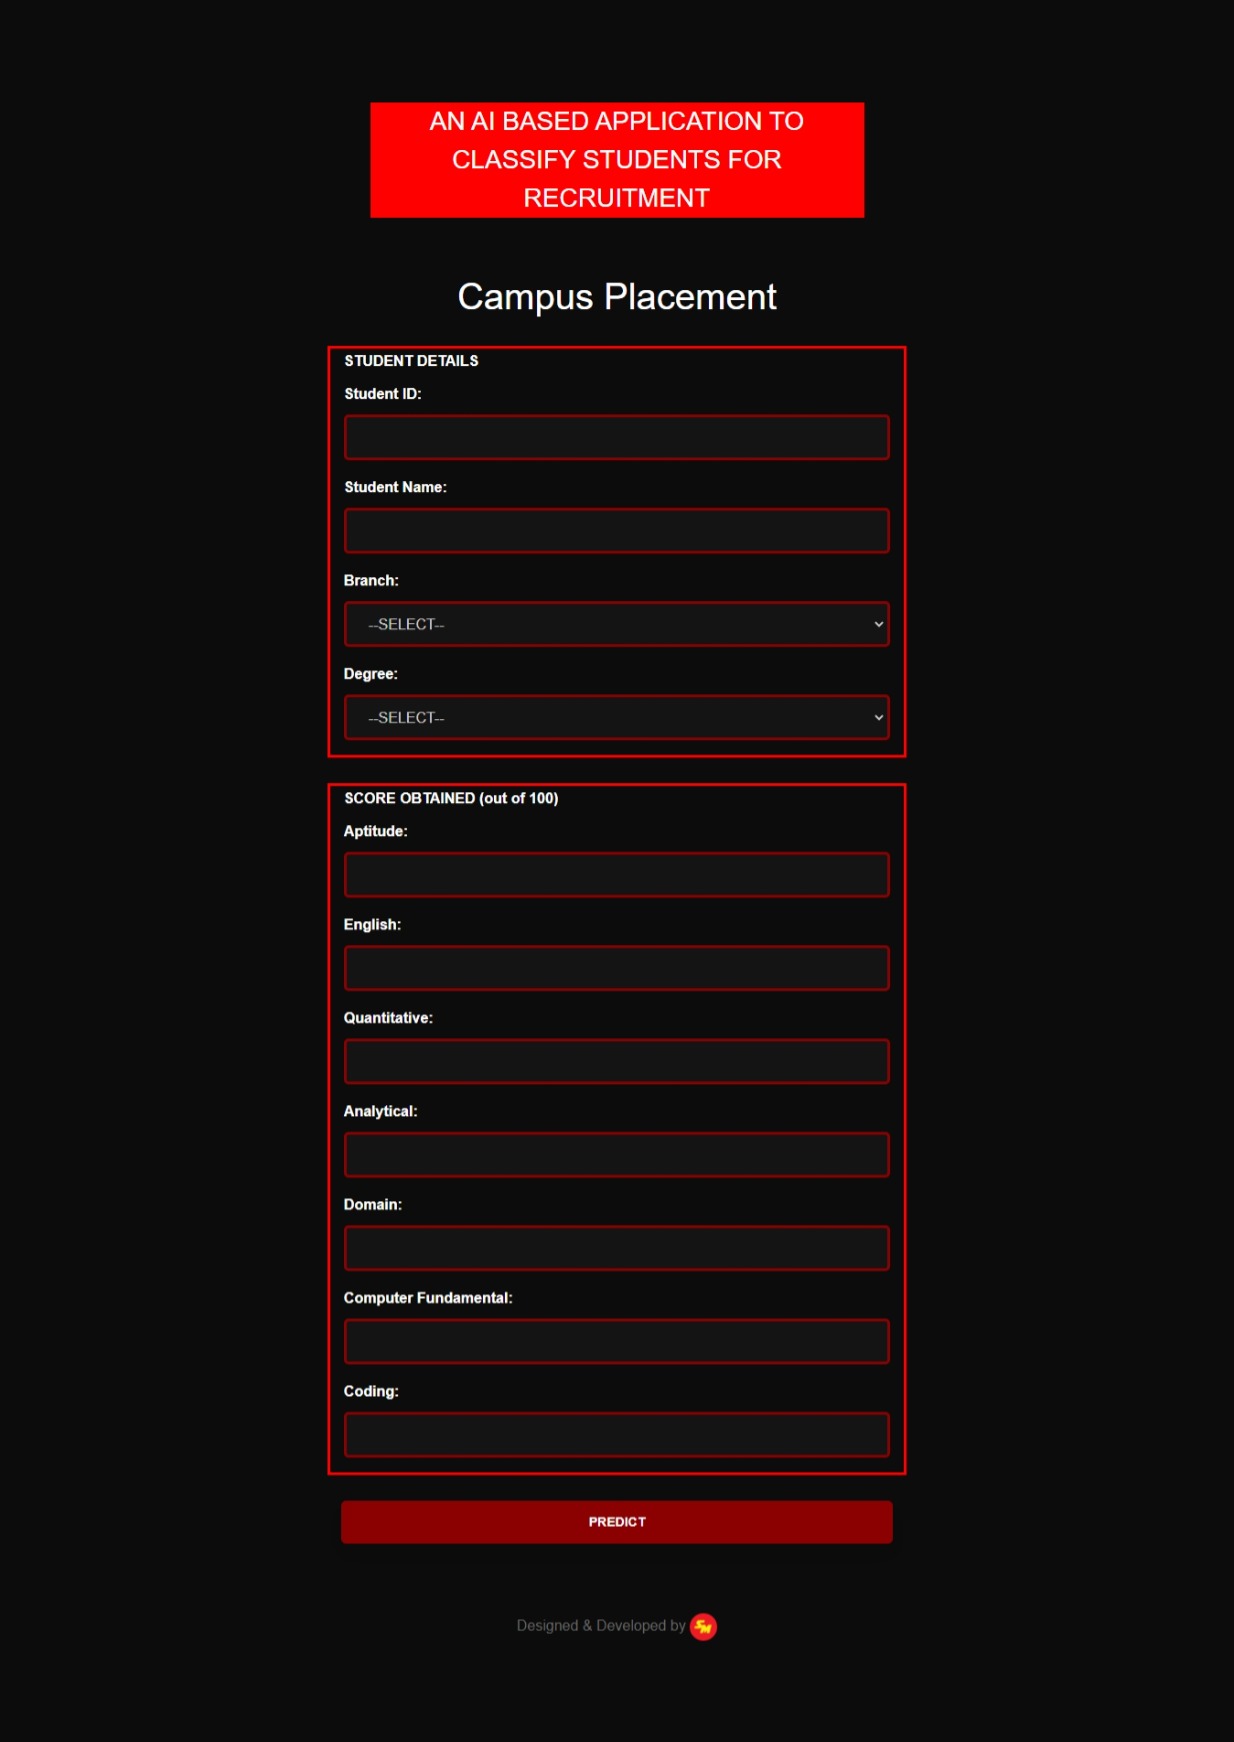 AN AI BASED APPLICATION TO
CLASSIFY STUDENTS FOR
RECRUITMENT
Campus Placement
STUDENT DETAILS
Student ID:
Student Name:
Branch:
--SELECT--
Degree:
--SELECT--
SCORE OBTAINED (out of 100)
Aptitude:
English:
Quantitative:
Analytical:
Domain:
Computer Fundamental:
Coding:
PREDICT
Designed & Developed by SM